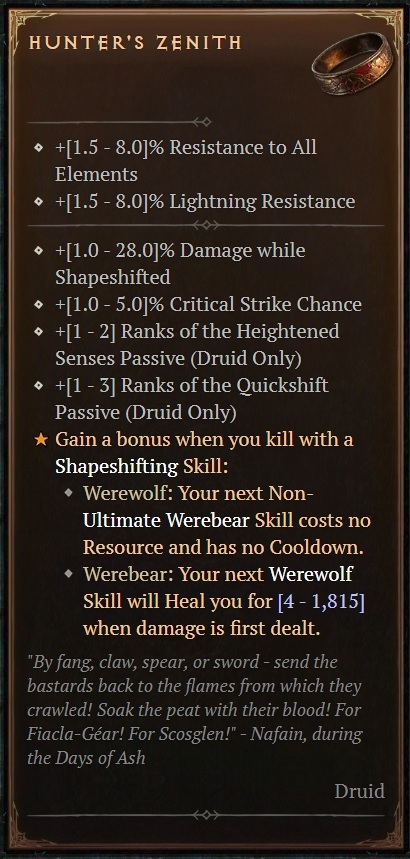 HUNTER'S ZENITH
+[1.5 - 8.0]% Resistance to All
Elements
+[1.5 - 8.0]% Lightning Resistance
+[1.0 - 28.0]% Damage while
Shapeshifted
+[1.0 - 5.0]% Critical Strike Chance
+[1 - 2] Ranks of the Heightened
Senses Passive (Druid Only)
+[1 - 3] Ranks of the Quickshift
Passive (Druid Only)
Gain a bonus when you kill with a
Shapeshifting Skill:
Werewolf: Your next Non-
Ultimate Werebear Skill costs no
Resource and has no Cooldown.
Werebear: Your next Werewolf
Skill will Heal you for [4 - 1,815]
when damage is first dealt.
"By fang, claw, spear, or sword - send the
bastards back to the flames from which they
crawled! Soak the peat with their blood! For
Fiacla-Géar! For Scosglen!" - Nafain, during
the Days of Ash
Druid